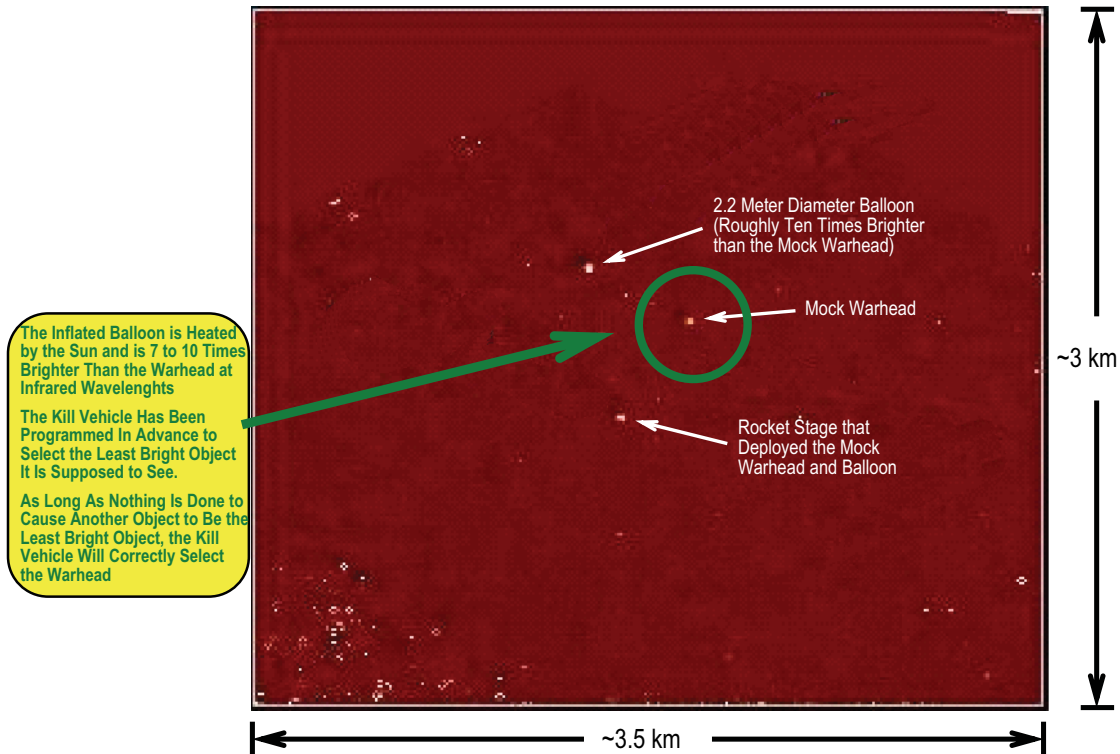 2.2 Meter Diameter Balloon
(Roughly Ten Times Brighter
than the Mock Warhead)
Mock Warhead
The Inflated Balloon is Heated
by the Sun and is 7 to 10 Times
Brighter Than the Warhead at
Infrared Wavelenghts
The Kill Vehicle Has Been
Programmed In Advance to
Select the Least Bright Object
It Is Supposed to See.
As Long As Nothing Is Done to
Cause Another Object to Be the
Least Bright Object, the Kill
Vehicle Will Correctly Select
the Warhead
~3 km
Rocket Stage that
Deployed the Mock
Warhead and Balloon
~3.5 km